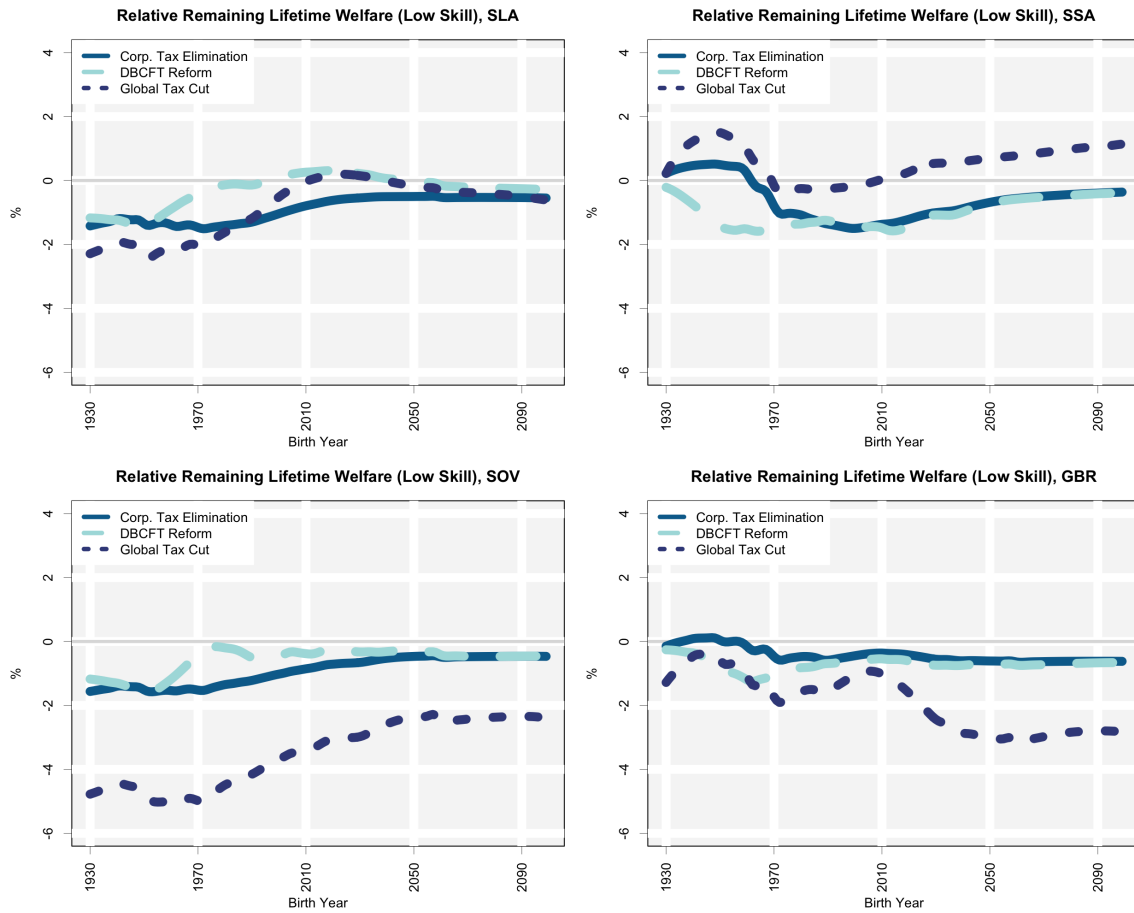 Relative Remaining Lifetime Welfare (Low Skill), SLA
Corp. Tax Elimination
DBCFT Reform
Global Tax Cut
4
2
0
-2
-4
-6
%
1930 1970 2010 2050 2090
Birth Year
Relative Remaining Lifetime Welfare (Low Skill), SSA
Corp. Tax Elimination
DBCFT Reform
Global Tax Cut
4
2
0
-2
-4
-6
%
1930 1970 2010 2050 2090
Birth Year
Relative Remaining Lifetime Welfare (Low Skill), SOV
Corp. Tax Elimination
DBCFT Reform
Global Tax Cut
4
2
0
-2
-4
-6
%
1930 1970 2010 2050 2090
Birth Year
Relative Remaining Lifetime Welfare (Low Skill), GBR
Corp. Tax Elimination
DBCFT Reform
Global Tax Cut
4
2
0
-2
-4
-6
%
1930 1970 2010 2050 2090
Birth Year